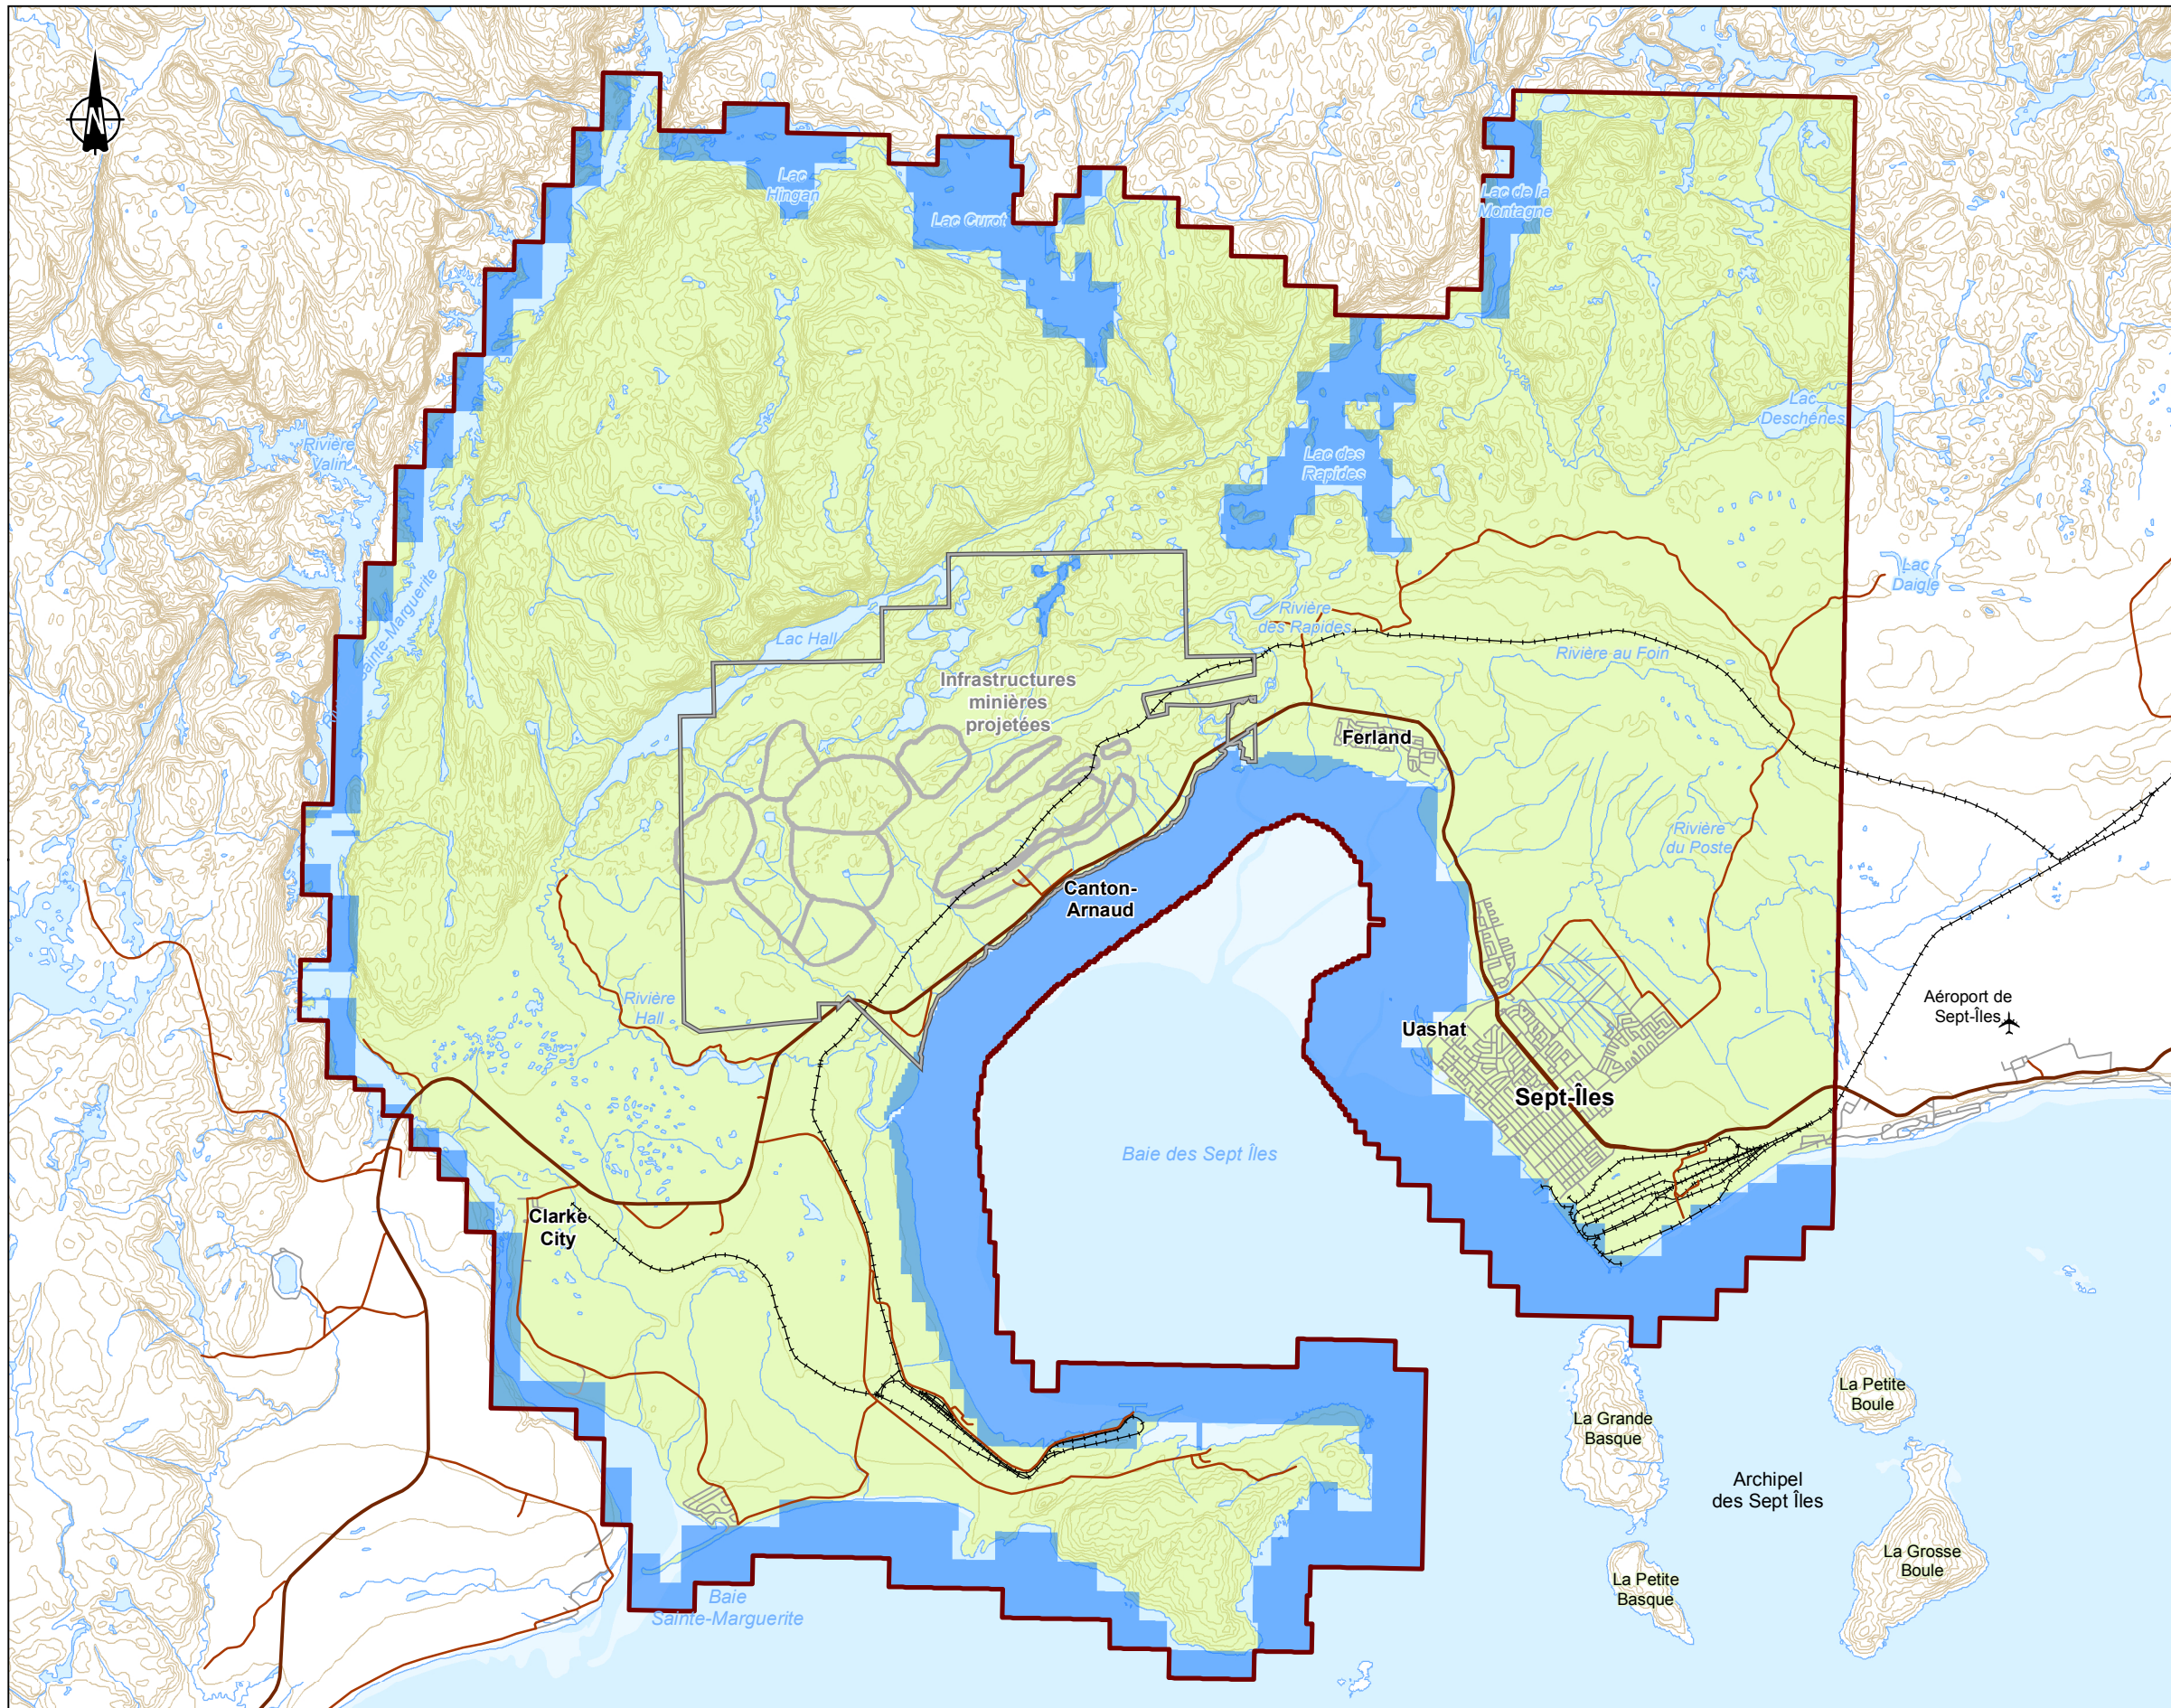 N
Lac
Hingan
Lac Curot
Lac de la
Montagne
Lac
Deschênes
Rivière
Valin
Lac des
Rapides
Sainte-Marguerite
Lac
Daigle
Lac Hall
Rivière
des Rapides
Rivière au Foin
Infrastructures
minières
projetées
Ferland
Rivière
du Poste
Canton-
Arnaud
Rivière
Hall
Uashat
Aéroport de
Sept-Îles
Sept-Îles
Baie des Sept Îles
Clarke
City
La Petite
Boule
La Grande
Basque
Archipel
des Sept Îles
La Grosse
Boule
La Petite
Basque
Baie
Sainte-Marguerite